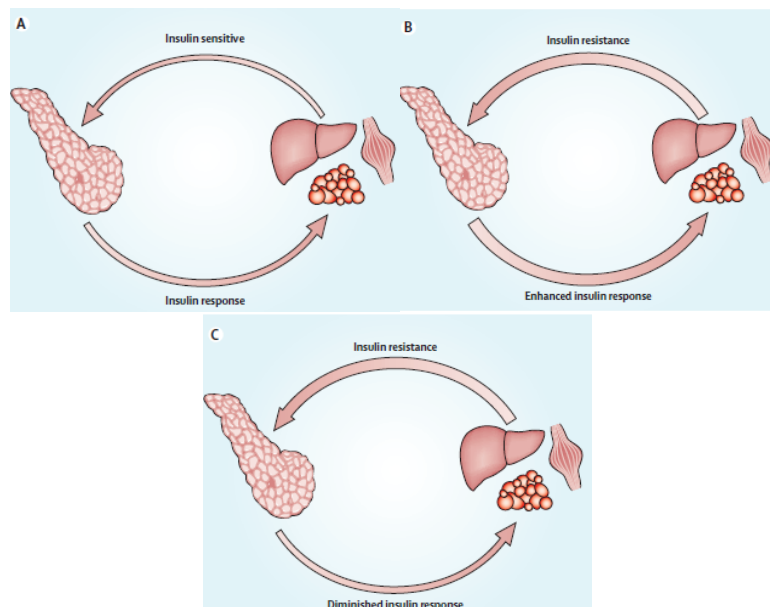 A
Insulin sensitive
Insulin response
B
Insulin resistance
Enhanced insulin response
C
Insulin resistance
Diminished insulin response